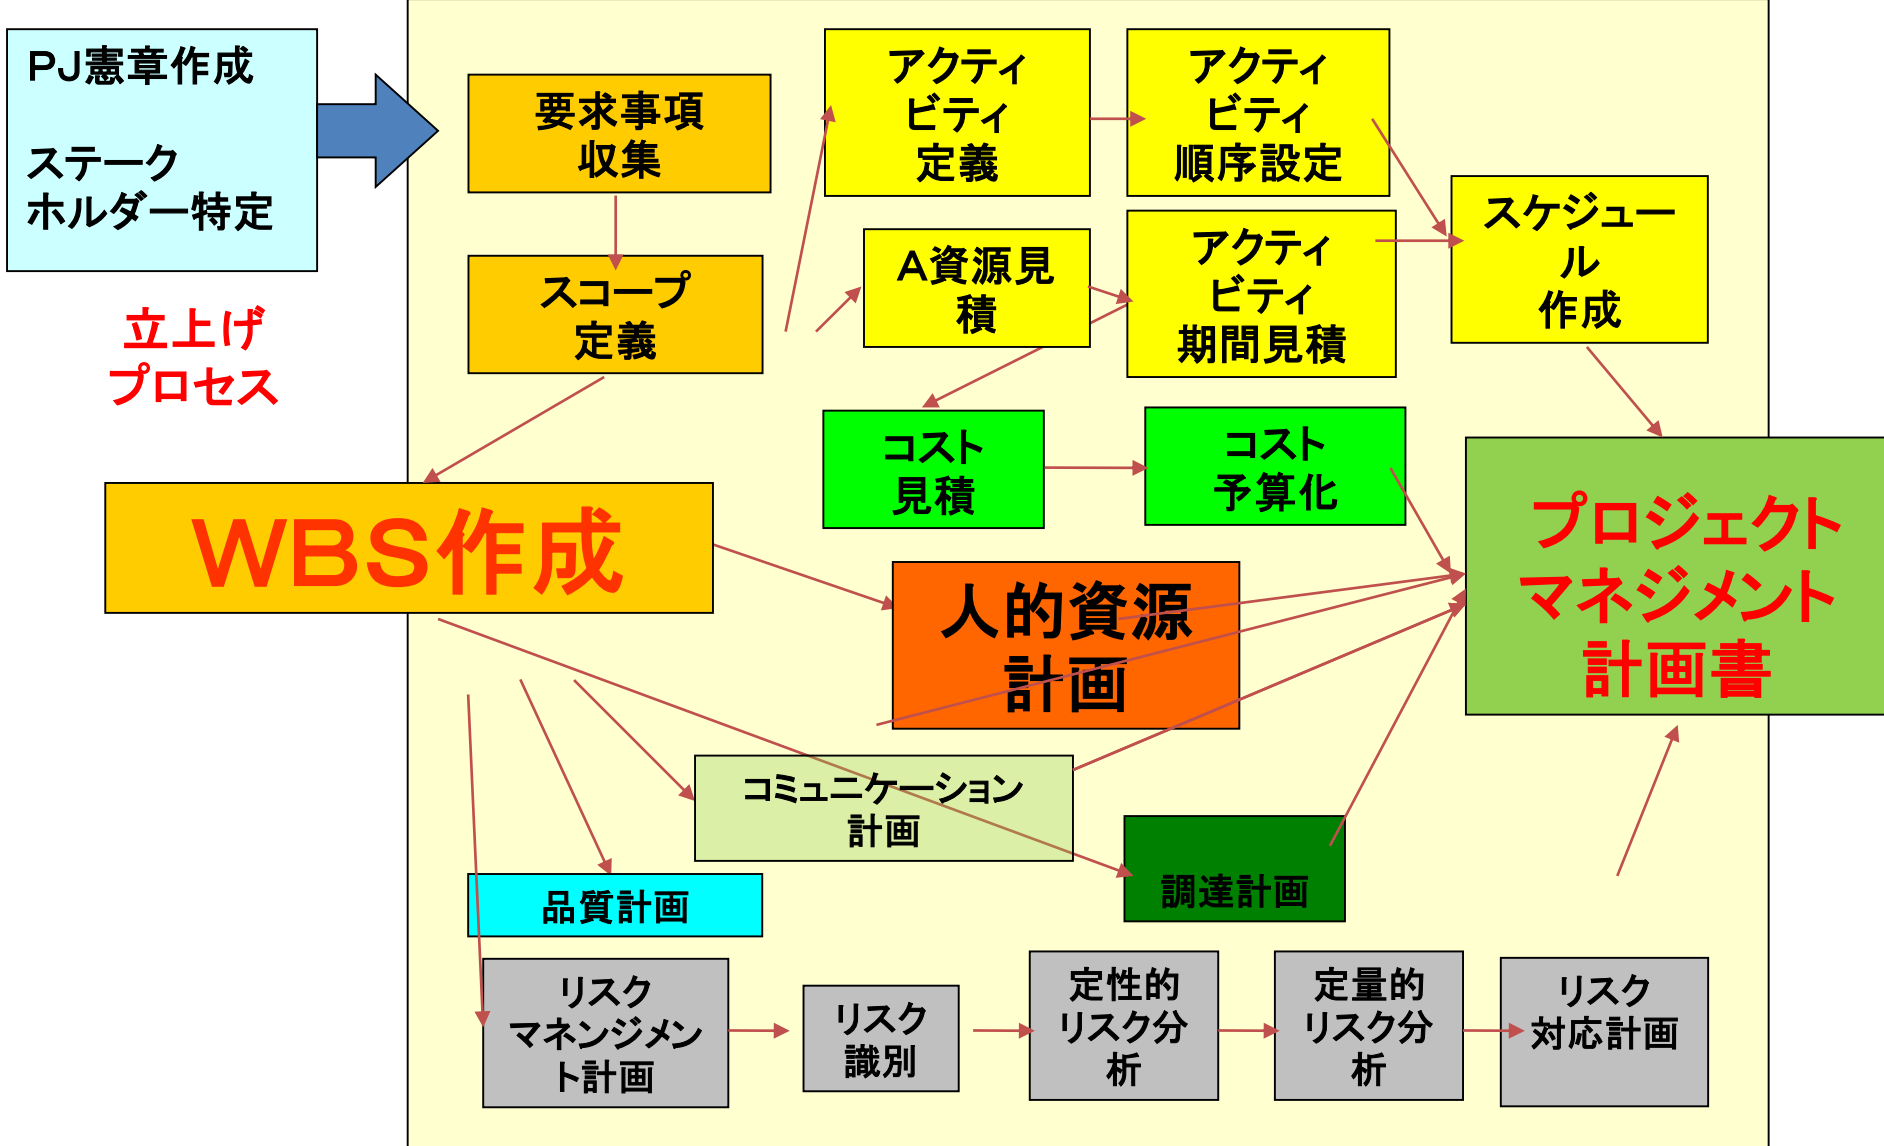 ＰＪ憲章作成
ステーク
ホルダー特定
立上げ
プロセス
要求事項
収集
スコープ
定義
ＷＢＳ作成
アクティ
ビティ
定義
アクティ
ビティ
順序設定
Ａ資源見
積
アクティ
ビティ
期間見積
スケジュー
ル
作成
コスト
見積
コスト
予算化
人的資源
計画
プロジェクト
マネジメント
計画書
コミュニケーション
計画
調達計画
品質計画
リスク
マネンジメン
ト計画
リスク
識別
定性的
リスク分
析
定量的
リスク分
析
リスク
対応計画